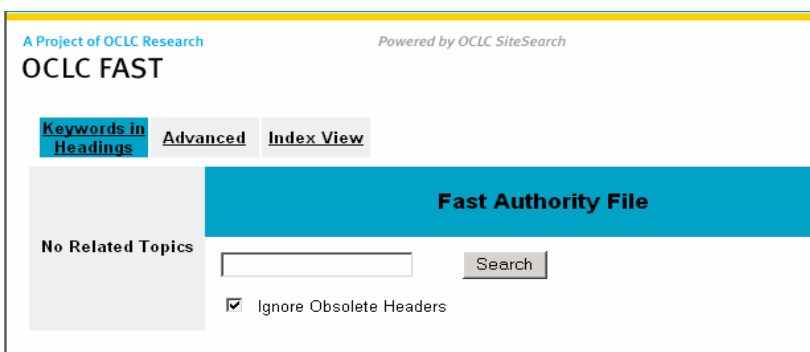 A Project of OCLC Research
Powered by OCLC SiteSearch
OCLC FAST
Keywords in
Headings
Advanced
Index View
Fast Authority File
No Related Topics
Search
Ignore Obsolete Headers